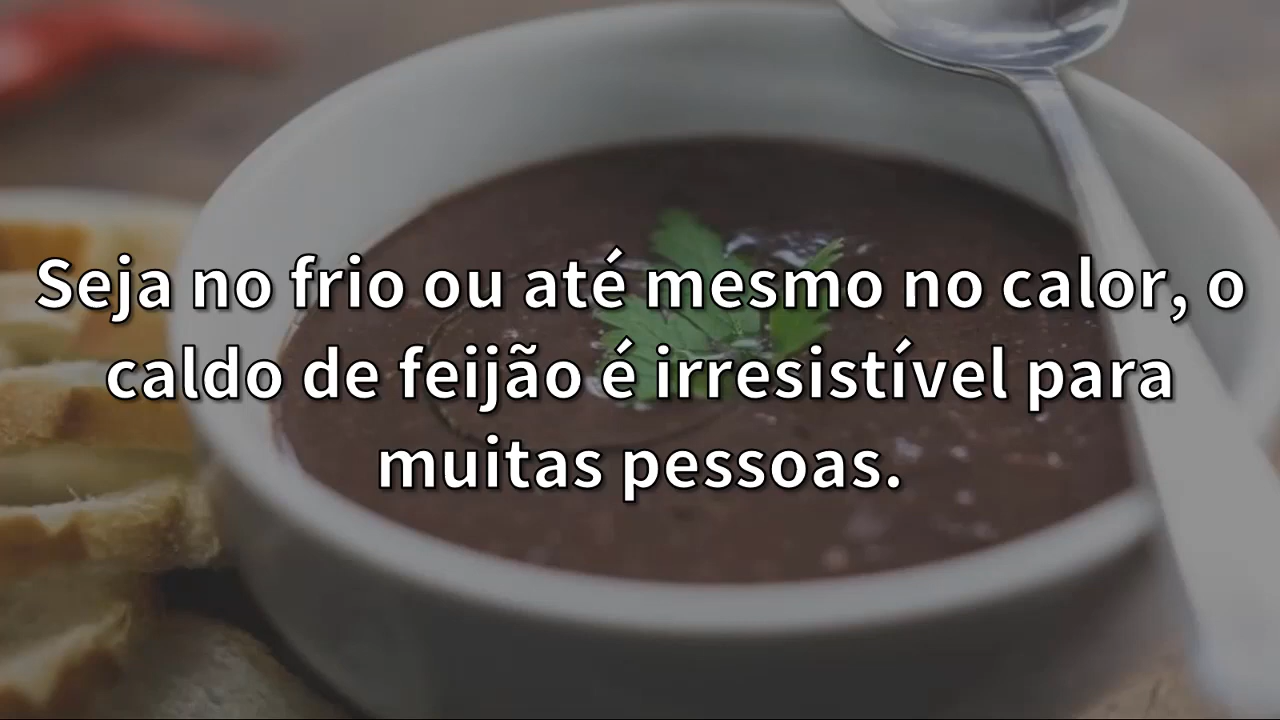 Seja no frio ou até mesmo no calor, o
caldo de feijão é irresistível para
muitas pessoas.